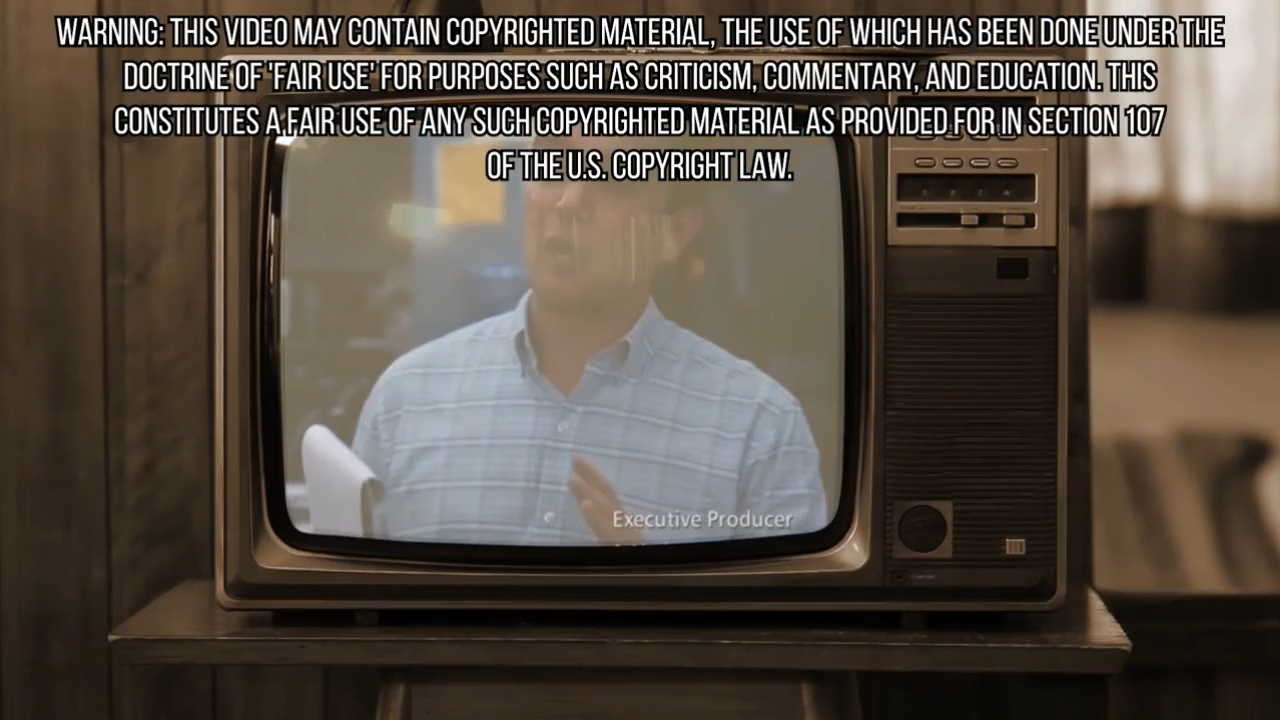 WARNING: THIS VIDEO MAY CONTAIN COPYRIGHTED MATERIAL, THE USE OF WHICH HAS BEEN DONE UNDER THE
DOCTRINE OF 'FAIR USE' FOR PURPOSES SUCH AS CRITICISM, COMMENTARY, AND EDUCATION. THIS
CONSTITUTES A FAIR USE OF ANY SUCH COPYRIGHTED MATERIAL AS PROVIDED FOR IN SECTION 107
OF THE U.S. COPYRIGHT LAW.
Executive Producer